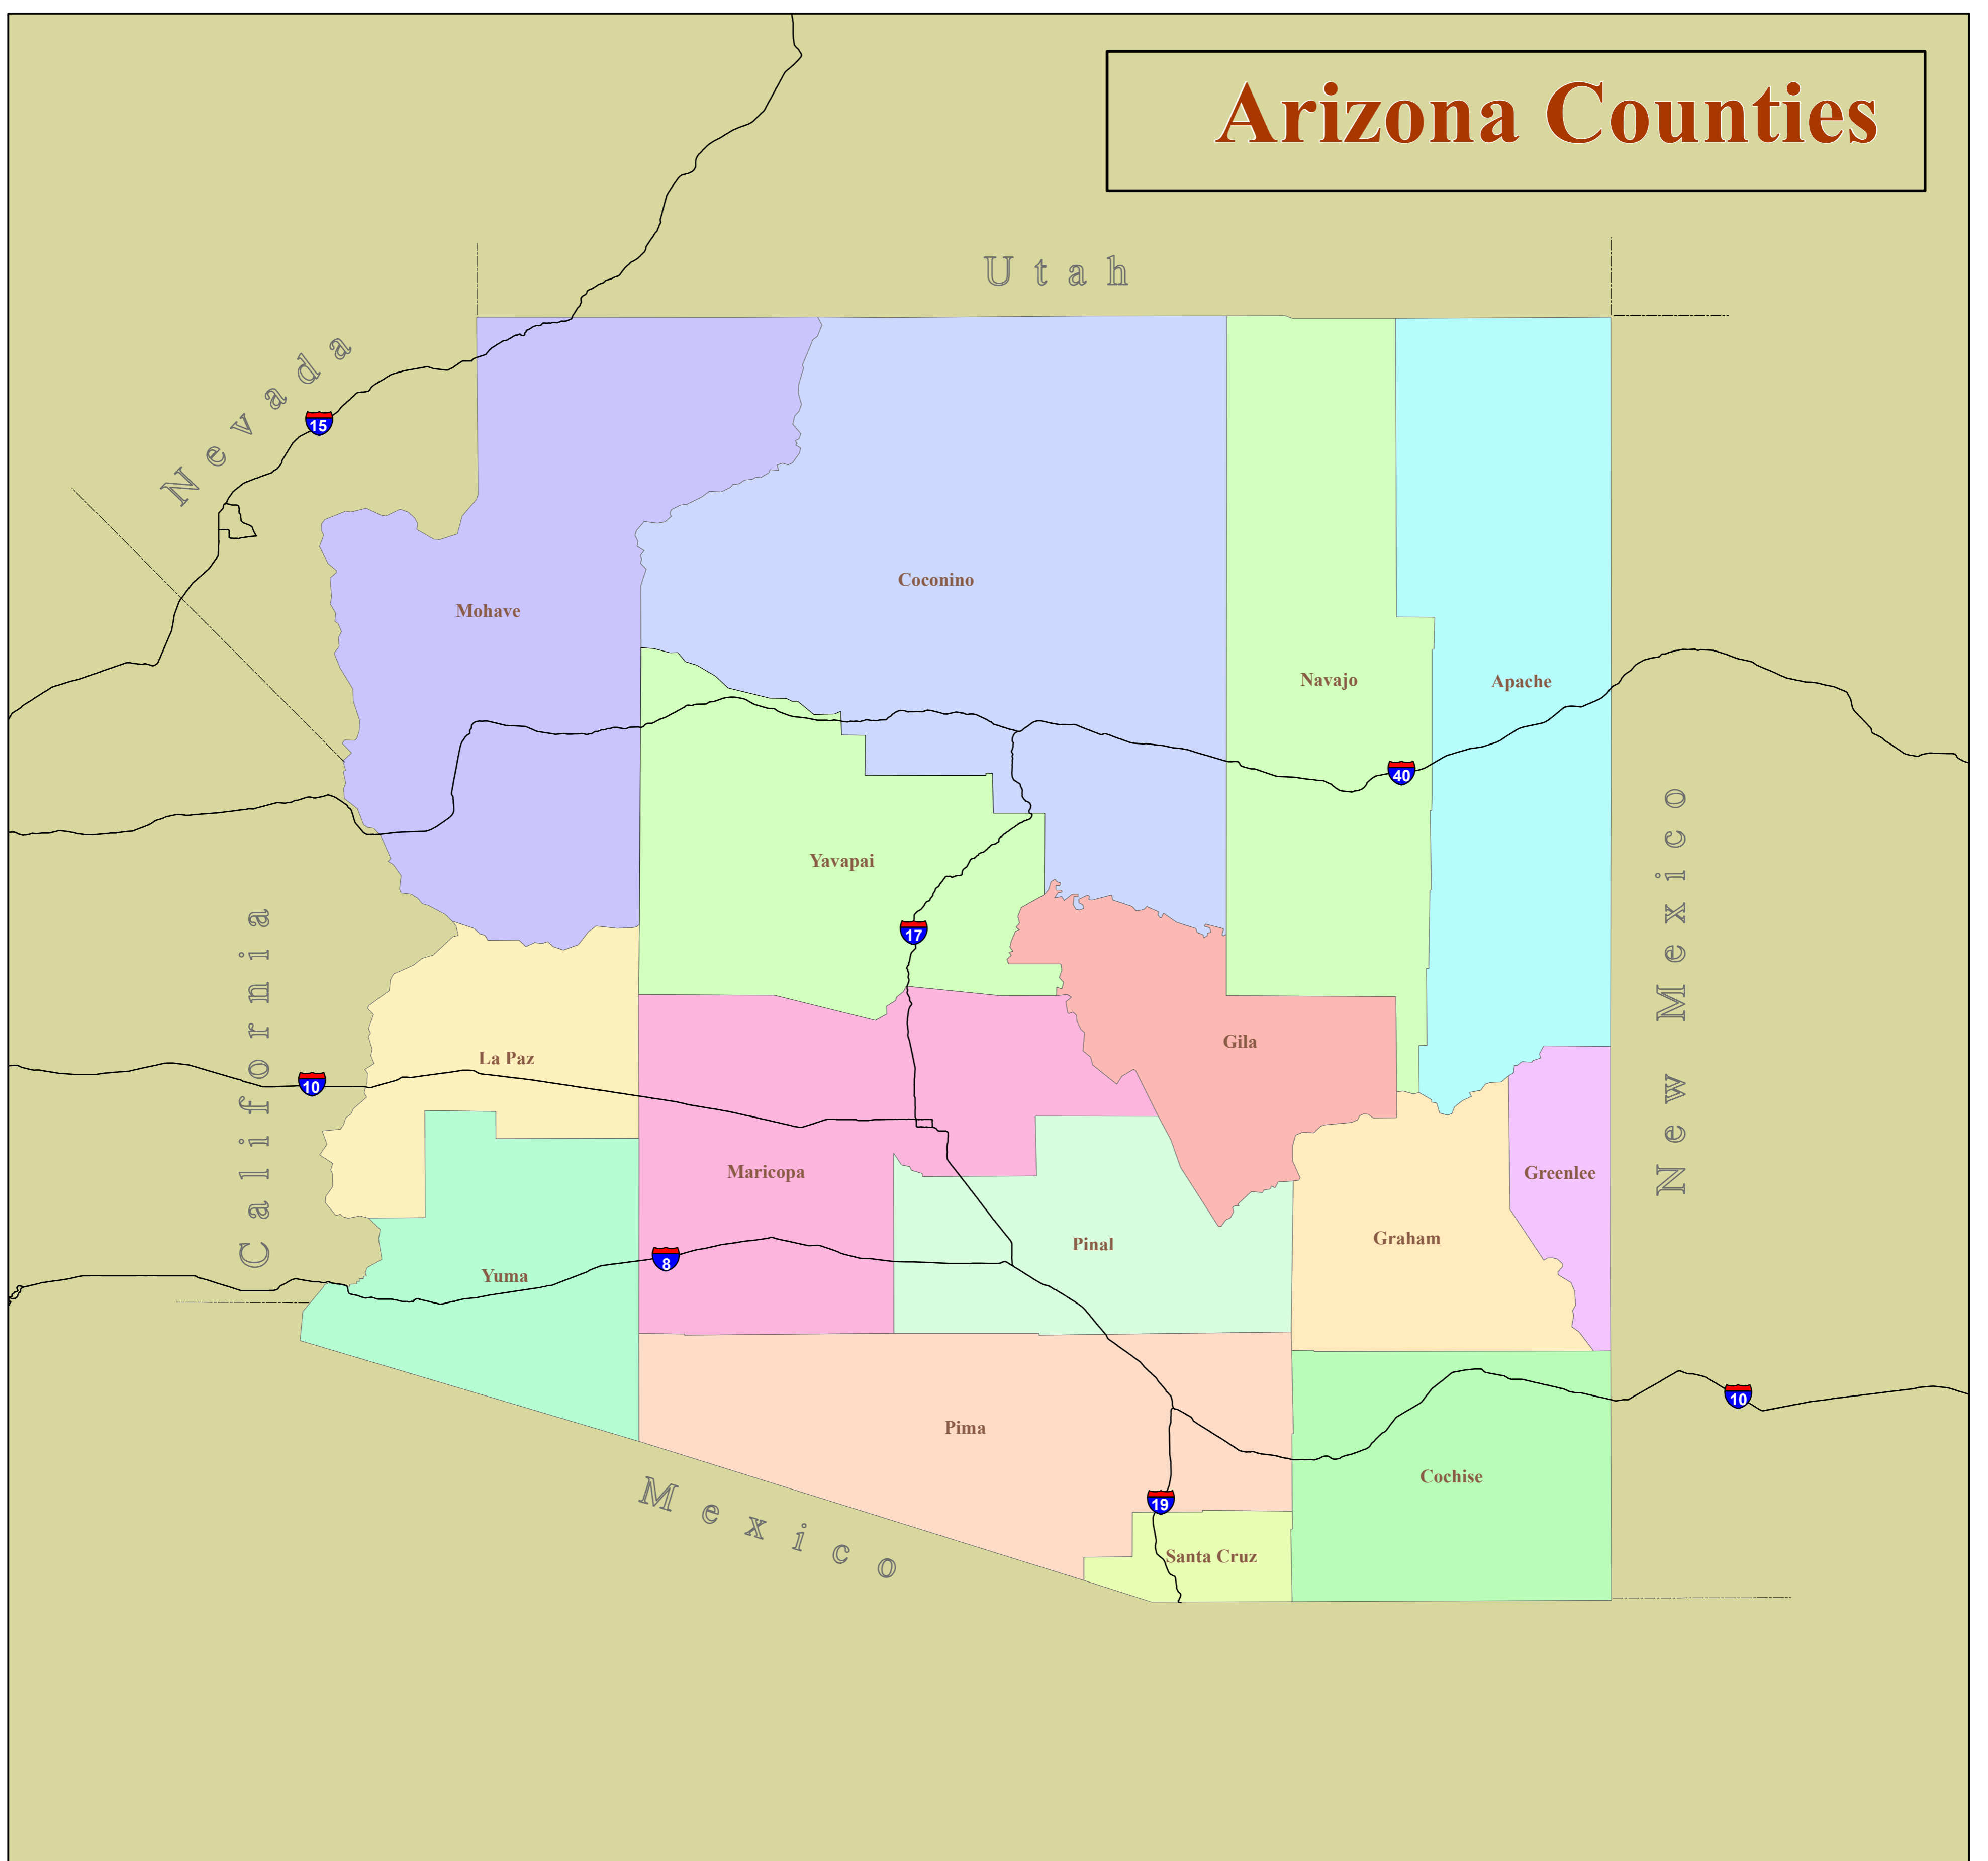 Arizona Counties
Utah
Nevada
15
Coconino
Mohave
Navajo
Apache
40
New Mexico
Yavapai
17
California
Gila
La Paz
10
Maricopa
Greenlee
Graham
Pinal
8
Yuma
10
Pima
Cochise
Mexico
19
Santa Cruz